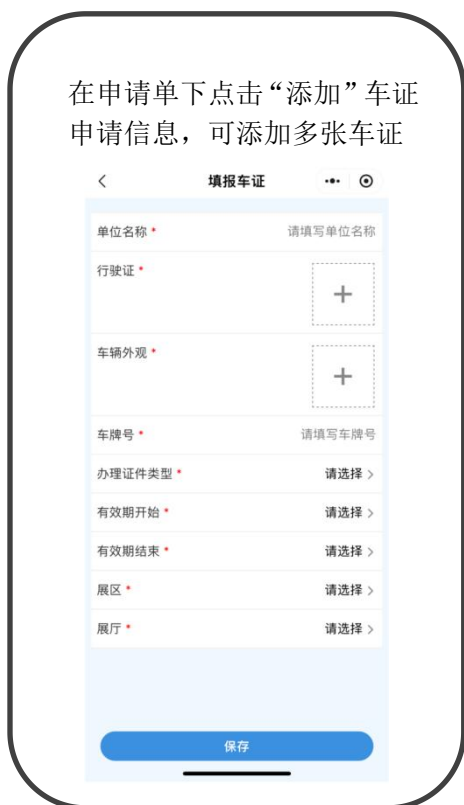 在申请单下点击“添加”车证
申请信息，可添加多张车证
填报车证
单位名称 * 请填写单位名称
行驶证 *
车辆外观 *
车牌号 * 请填写车牌号
办理证件类型 * 请选择 >
有效期开始 * 请选择 >
有效期结束 * 请选择 >
展区 * 请选择 >
展厅 * 请选择 >
保存